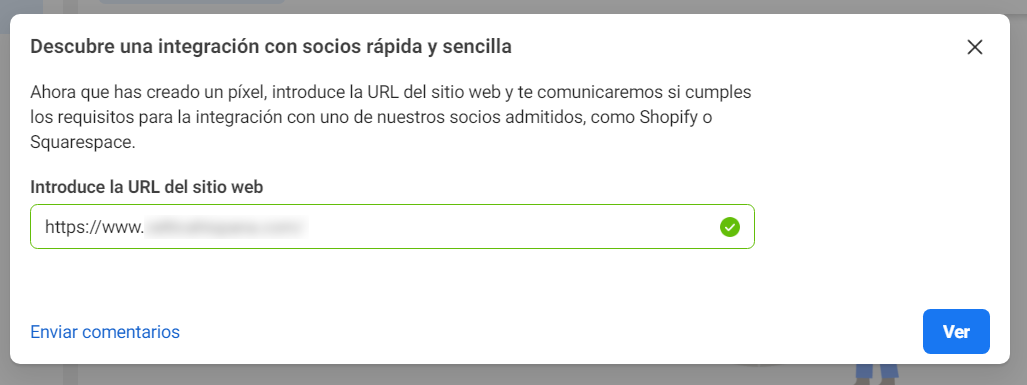 Descubre una integración con socios rápida y sencilla
Ahora que has creado un píxel, introduce la URL del sitio web y te comunicaremos si cumples
los requisitos para la integración con uno de nuestros socios admitidos, como Shopify o
Squarespace.
Introduce la URL del sitio web
https://www.
Enviar comentarios
Ver